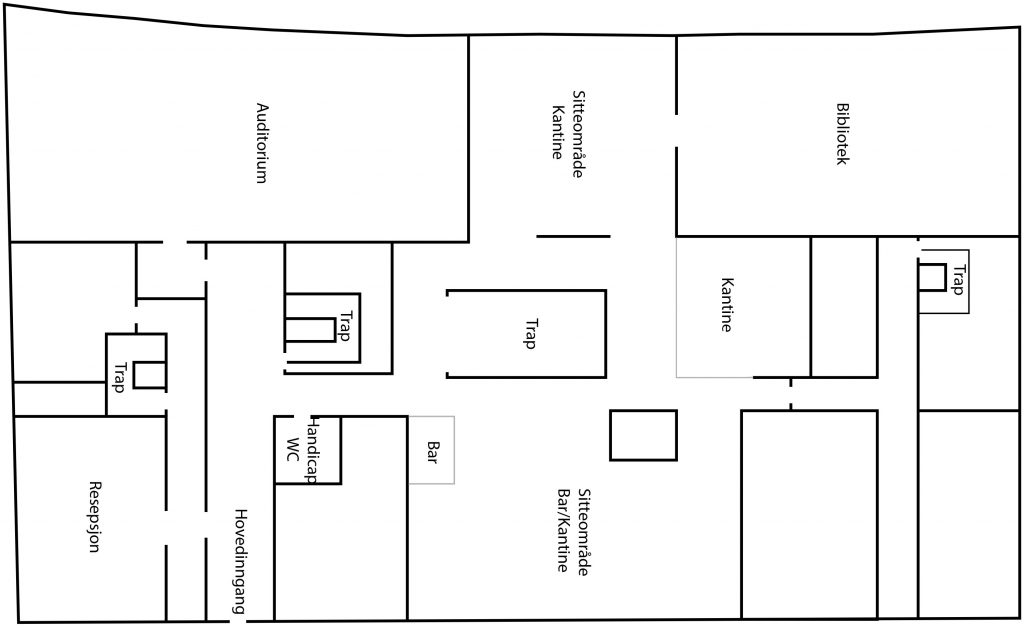 Auditorium
Sitteområde
Kantine
Bibliotek
Trap
Trap
Trap
Kantine
Trap
Resepsjon
Hovedinngang
Handicap
WC
Bar
Sitteområde
Bar/Kantine